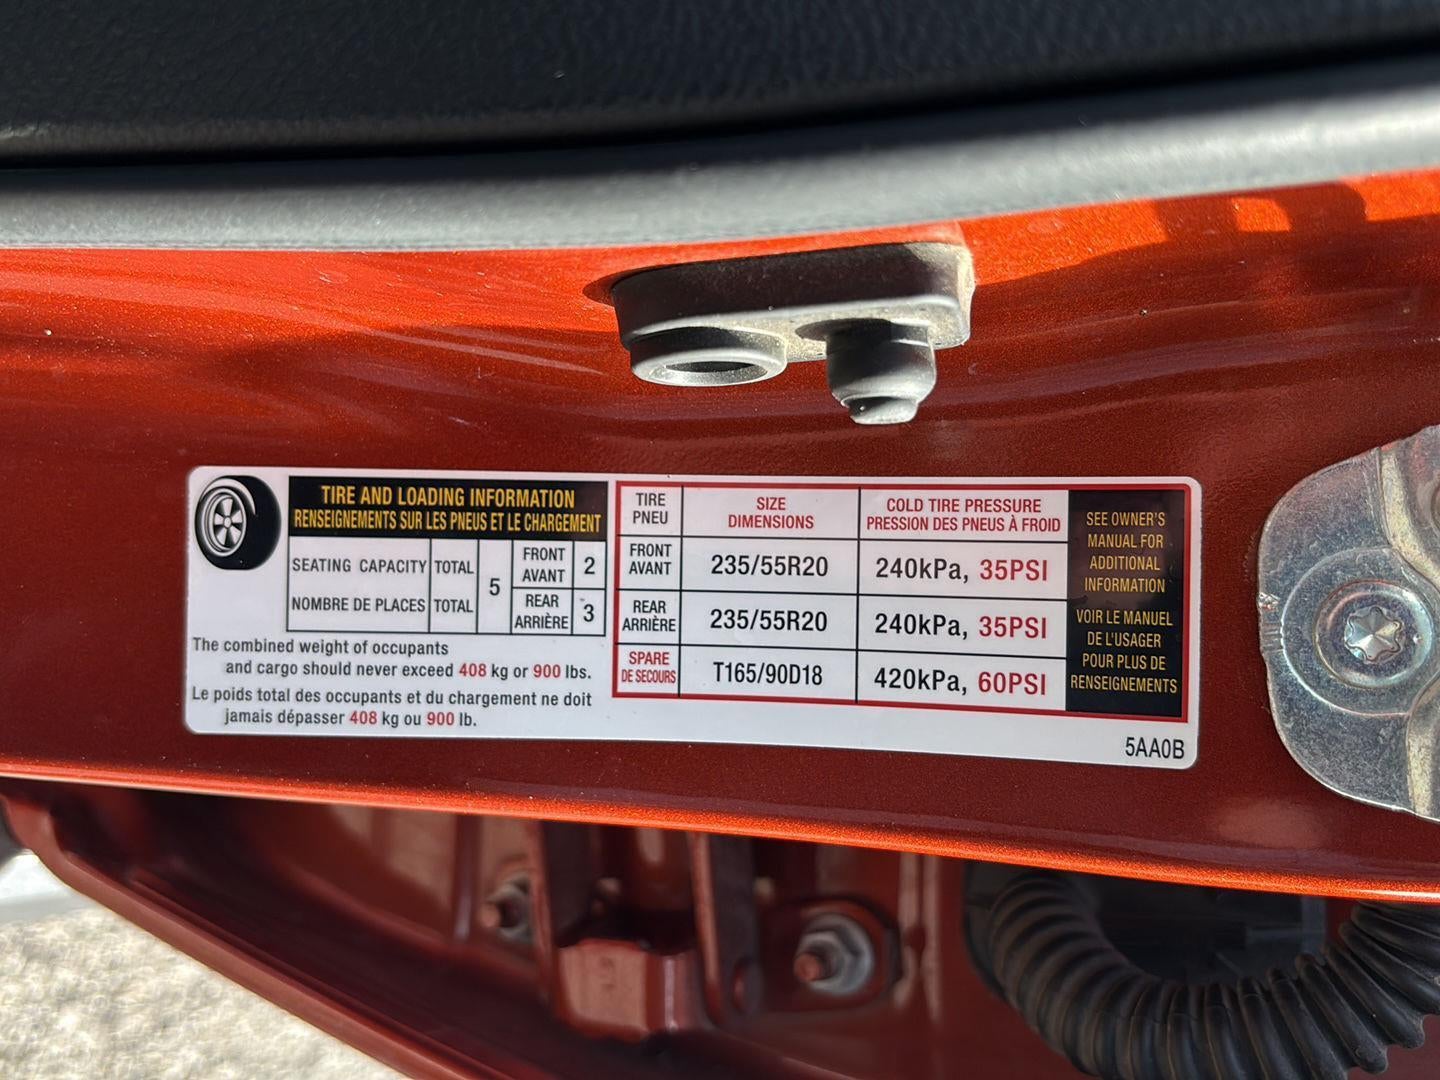 TIRE AND LOADING INFORMATION
RENSEIGNEMENTS SUR LES PNEUS ET LE CHARGEMENT
SEATING CAPACITY TOTAL
NOMBRE DE PLACES TOTAL
5
FRONT
AVANT
2
REAR
ARRIÈRE
3
The combined weight of occupants
and cargo should never exceed 408 kg or 900 lbs.
Le poids total des occupants et du chargement ne doit
jamais dépasser 408 kg ou 900 lb.
TIRE
PNEU
SIZE
DIMENSIONS
COLD TIRE PRESSURE
PRESSION DES PNEUS À FROID
FRONT
AVANT
235/55R20
240kPa, 35PSI
REAR
ARRIÈRE
235/55R20
240kPa, 35PSI
SPARE
DE SECOURS
T165/90D18
420kPa, 60PSI
SEE OWNER'S
MANUAL FOR
ADDITIONAL
INFORMATION
VOIR LE MANUEL
DE L'USAGER
POUR PLUS DE
RENSEIGNEMENTS
5AA0B